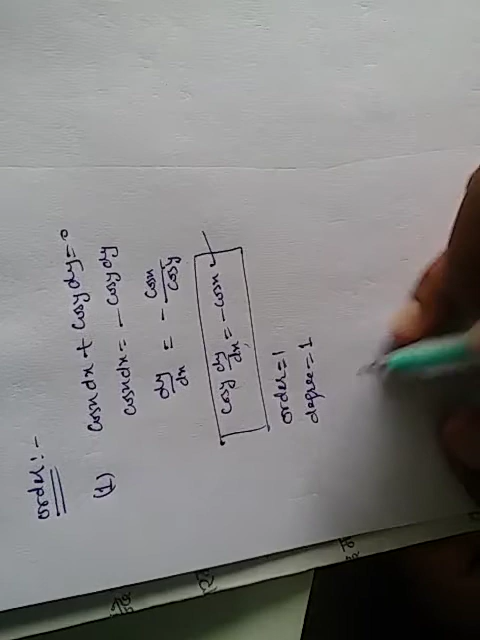 order :-
(1) cosx dx + cosy dy = 0
cosx dx = - cosy dy
dy/dx = - cosx/cosy
cosy dy/dx = - cosx
order = 1
degree = 1